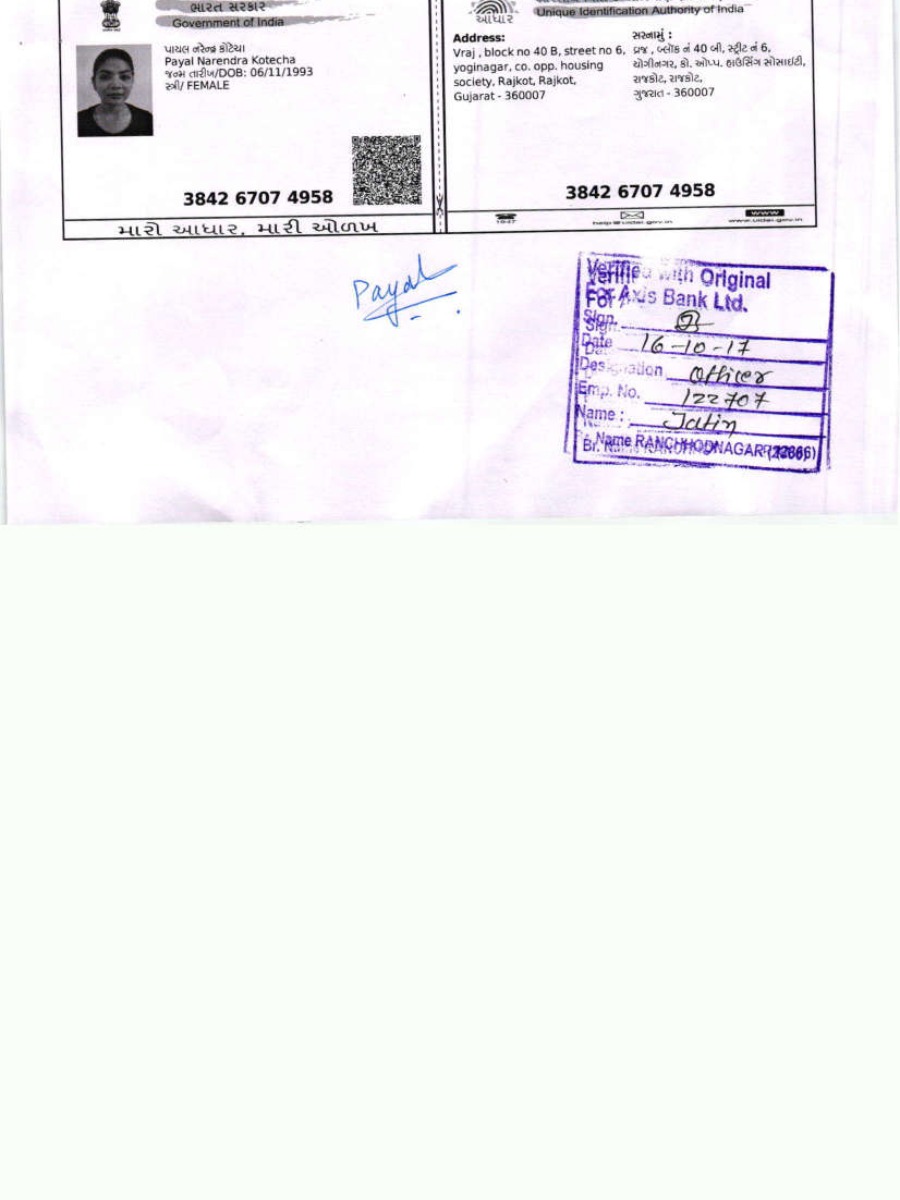 ભારત સરકાર
Government of India
પાયલ નરેન્દ્ર કોટેચા
Payal Narendra Kotecha
જન્મ તારીખ/DOB: 06/11/1993
સ્ત્રી/ FEMALE
3842 6707 4958
મારો આધાર, મારી ઓળખ
આધાર
Unique Identification Authority of India
Address:
Vraj , block no 40 B, street no 6,
yoginagar, co. opp. housing
society, Rajkot, Rajkot,
Gujarat - 360007
સરનામું :
વ્રજ , બ્લોક નં 40 બી, સ્ટ્રીટ નં 6,
યોગીનગર, કો. ઓપ્પ. હાઉસિંગ સોસાઇટી,
રાજકોટ, રાજકોટ,
ગુજરાત - 360007
3842 6707 4958
1947
help@uidai.gov.in
www
www.uidai.gov.in
Payal
Verified with Original
For Axis Bank Ltd.
Sign.
Date 16-10-17
Designation Officer
Emp. No. 122707
Name : Jatin
Br. Name RANCHHODNAGAR